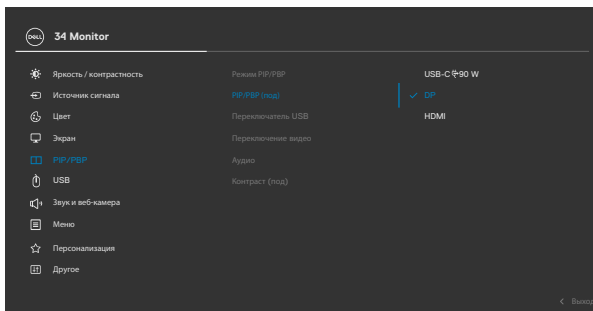 DELL
34 Monitor
Яркость / контрастность
Режим PIP/PBP
USB-C 90 W
Источник сигнала
PIP/PBP (под)
DP
Цвет
Переключатель USB
HDMI
Экран
Переключение видео
PIP/PBP
Аудио
USB
Контраст (под)
Звук и веб-камера
Меню
Персонализация
Другое
Выход